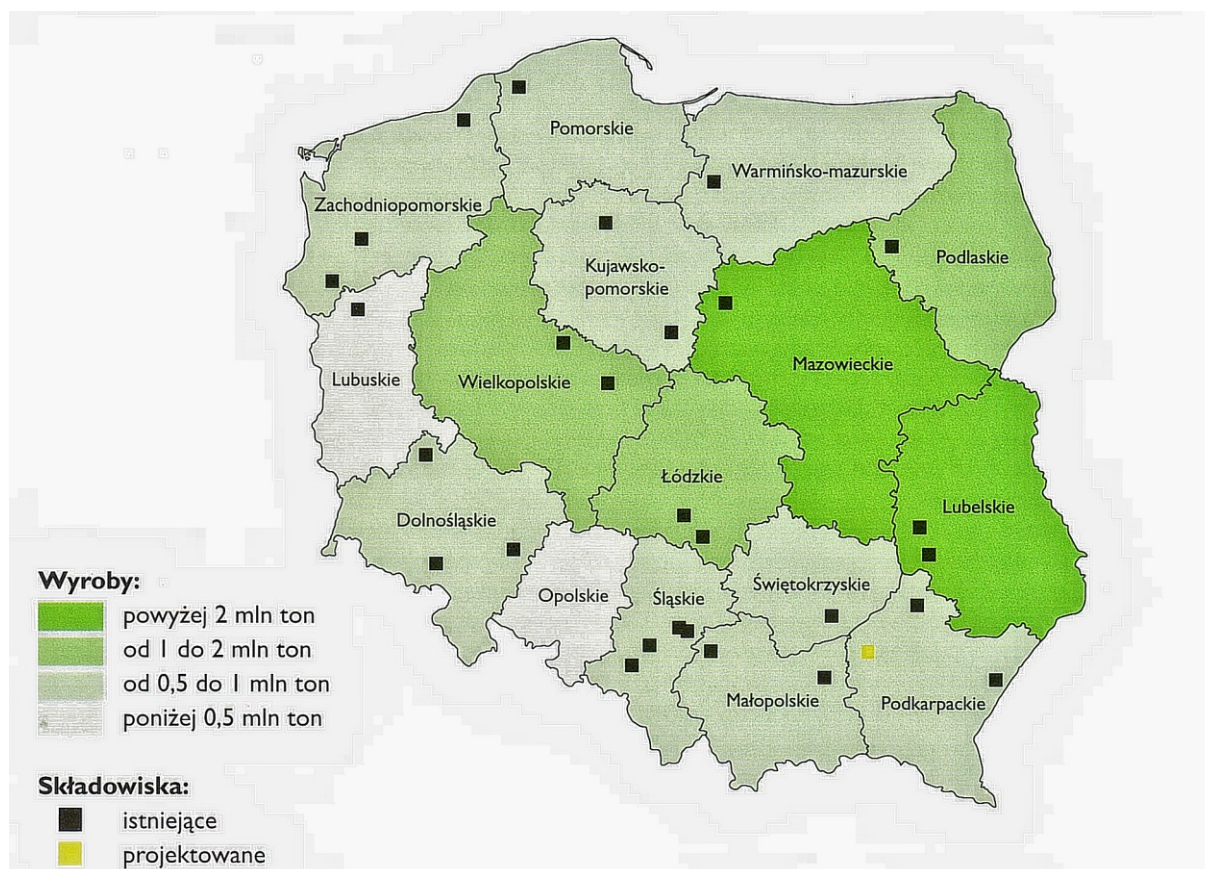 Pomorskie
Warmińsko-mazurskie
Zachodniopomorskie
Podlaskie
Kujawsko-
pomorskie
Mazowieckie
Lubuskie
Wielkopolskie
Łódzkie
Lubelskie
Dolnośląskie
Świętokrzyskie
Opolskie
Śląskie
Małopolskie
Podkarpackie
Wyroby:
powyżej 2 mln ton
od 1 do 2 mln ton
od 0,5 do 1 mln ton
poniżej 0,5 mln ton
Składowiska:
istniejące
projektowane